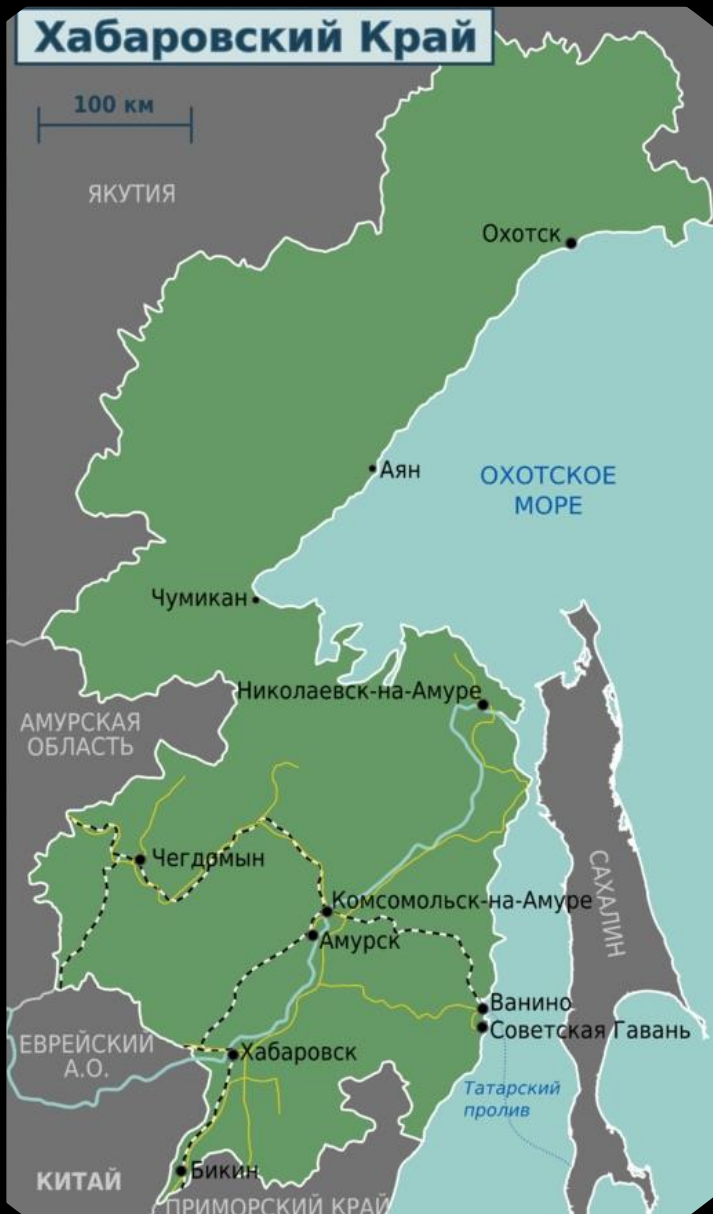 Хабаровский Край
100 км
ЯКУТИЯ
Охотск
Аян
ОХОТСКОЕ
МОРЕ
Чумикан
Николаевск-на-Амуре
АМУРСКАЯ
ОБЛАСТЬ
Чегдомын
Комсомольск-на-Амуре
Амурск
САХАЛИН
Ванино
Советская Гавань
ЕВРЕЙСКИЙ
А.О.
Хабаровск
Татарский
пролив
Бикин
КИТАЙ
ПРИМОРСКИЙ КРАЙ